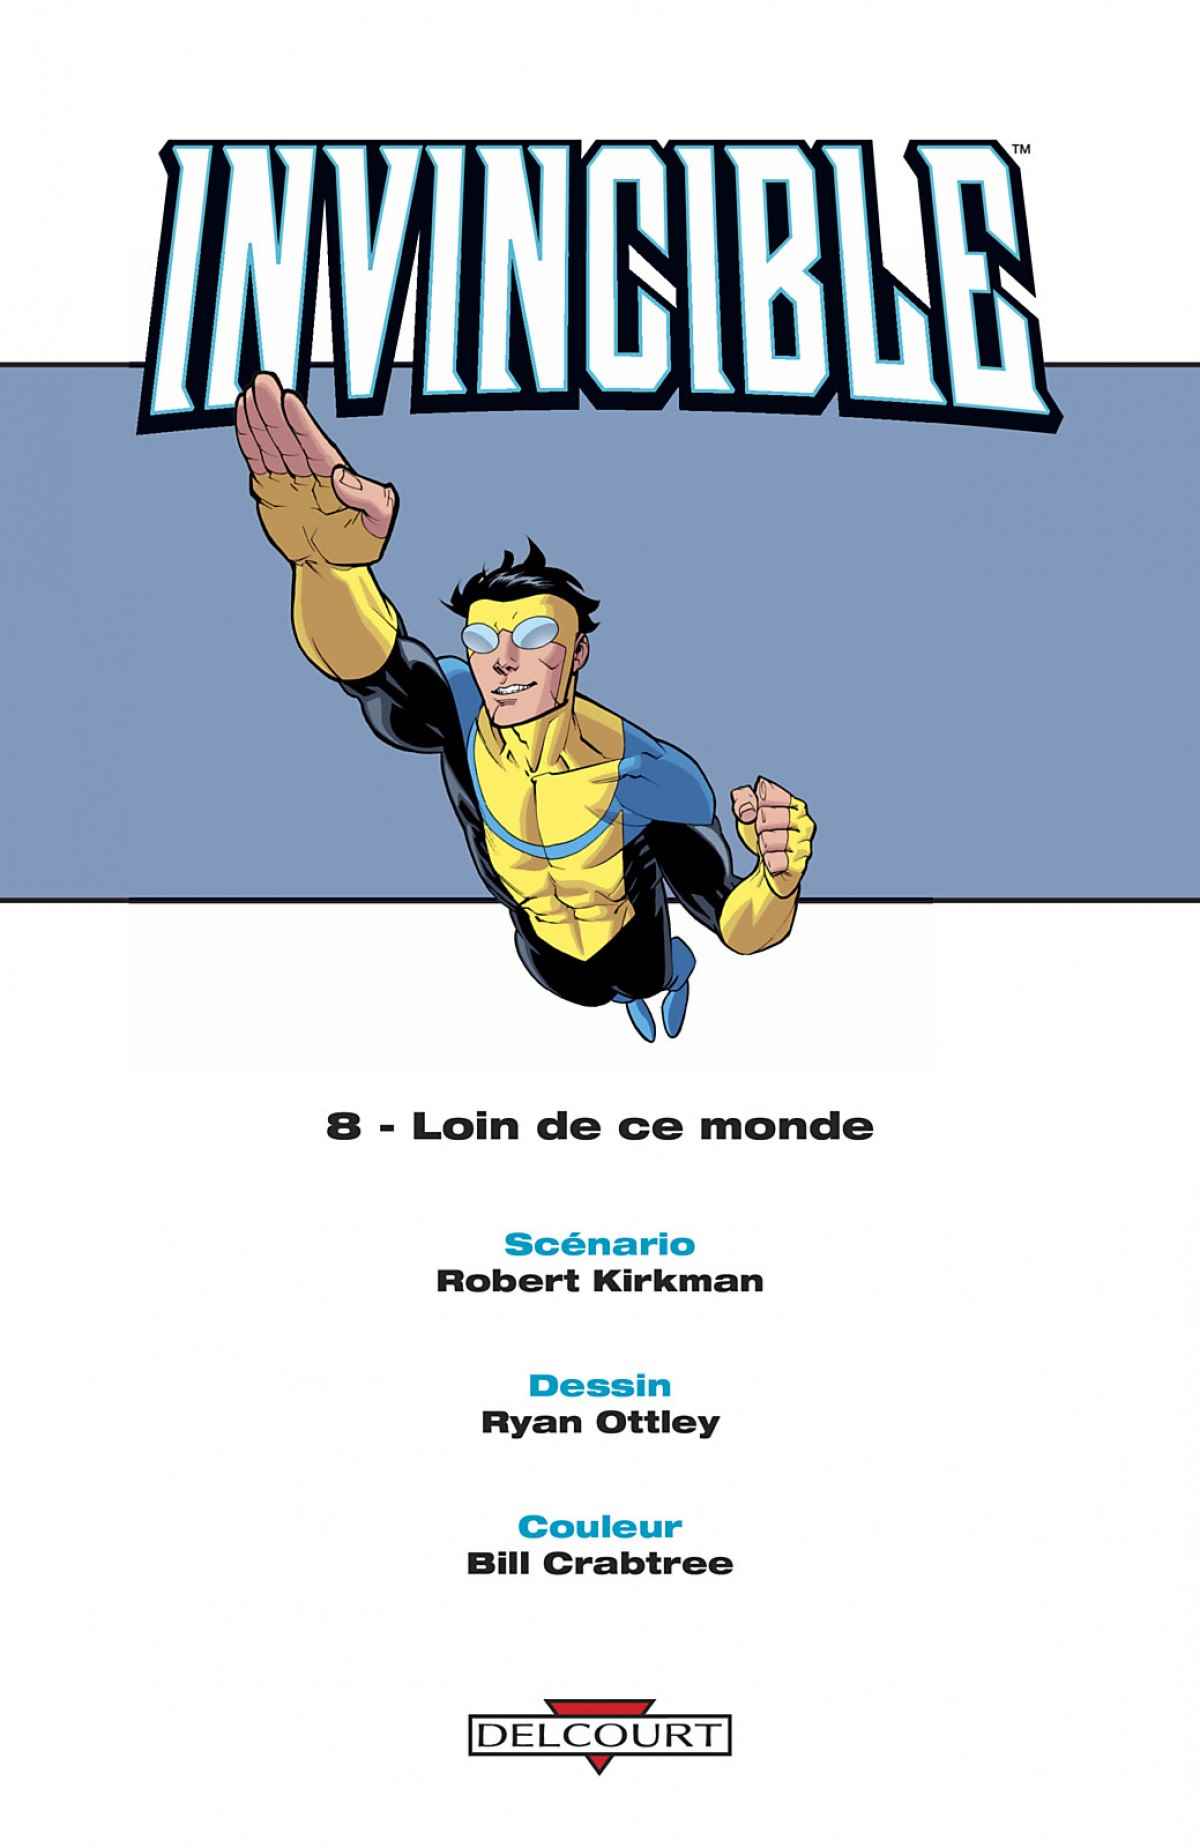 INVINCIBLE™
8 - Loin de ce monde
Scénario
Robert Kirkman
Dessin
Ryan Ottley
Couleur
Bill Crabtree
DELCOURT